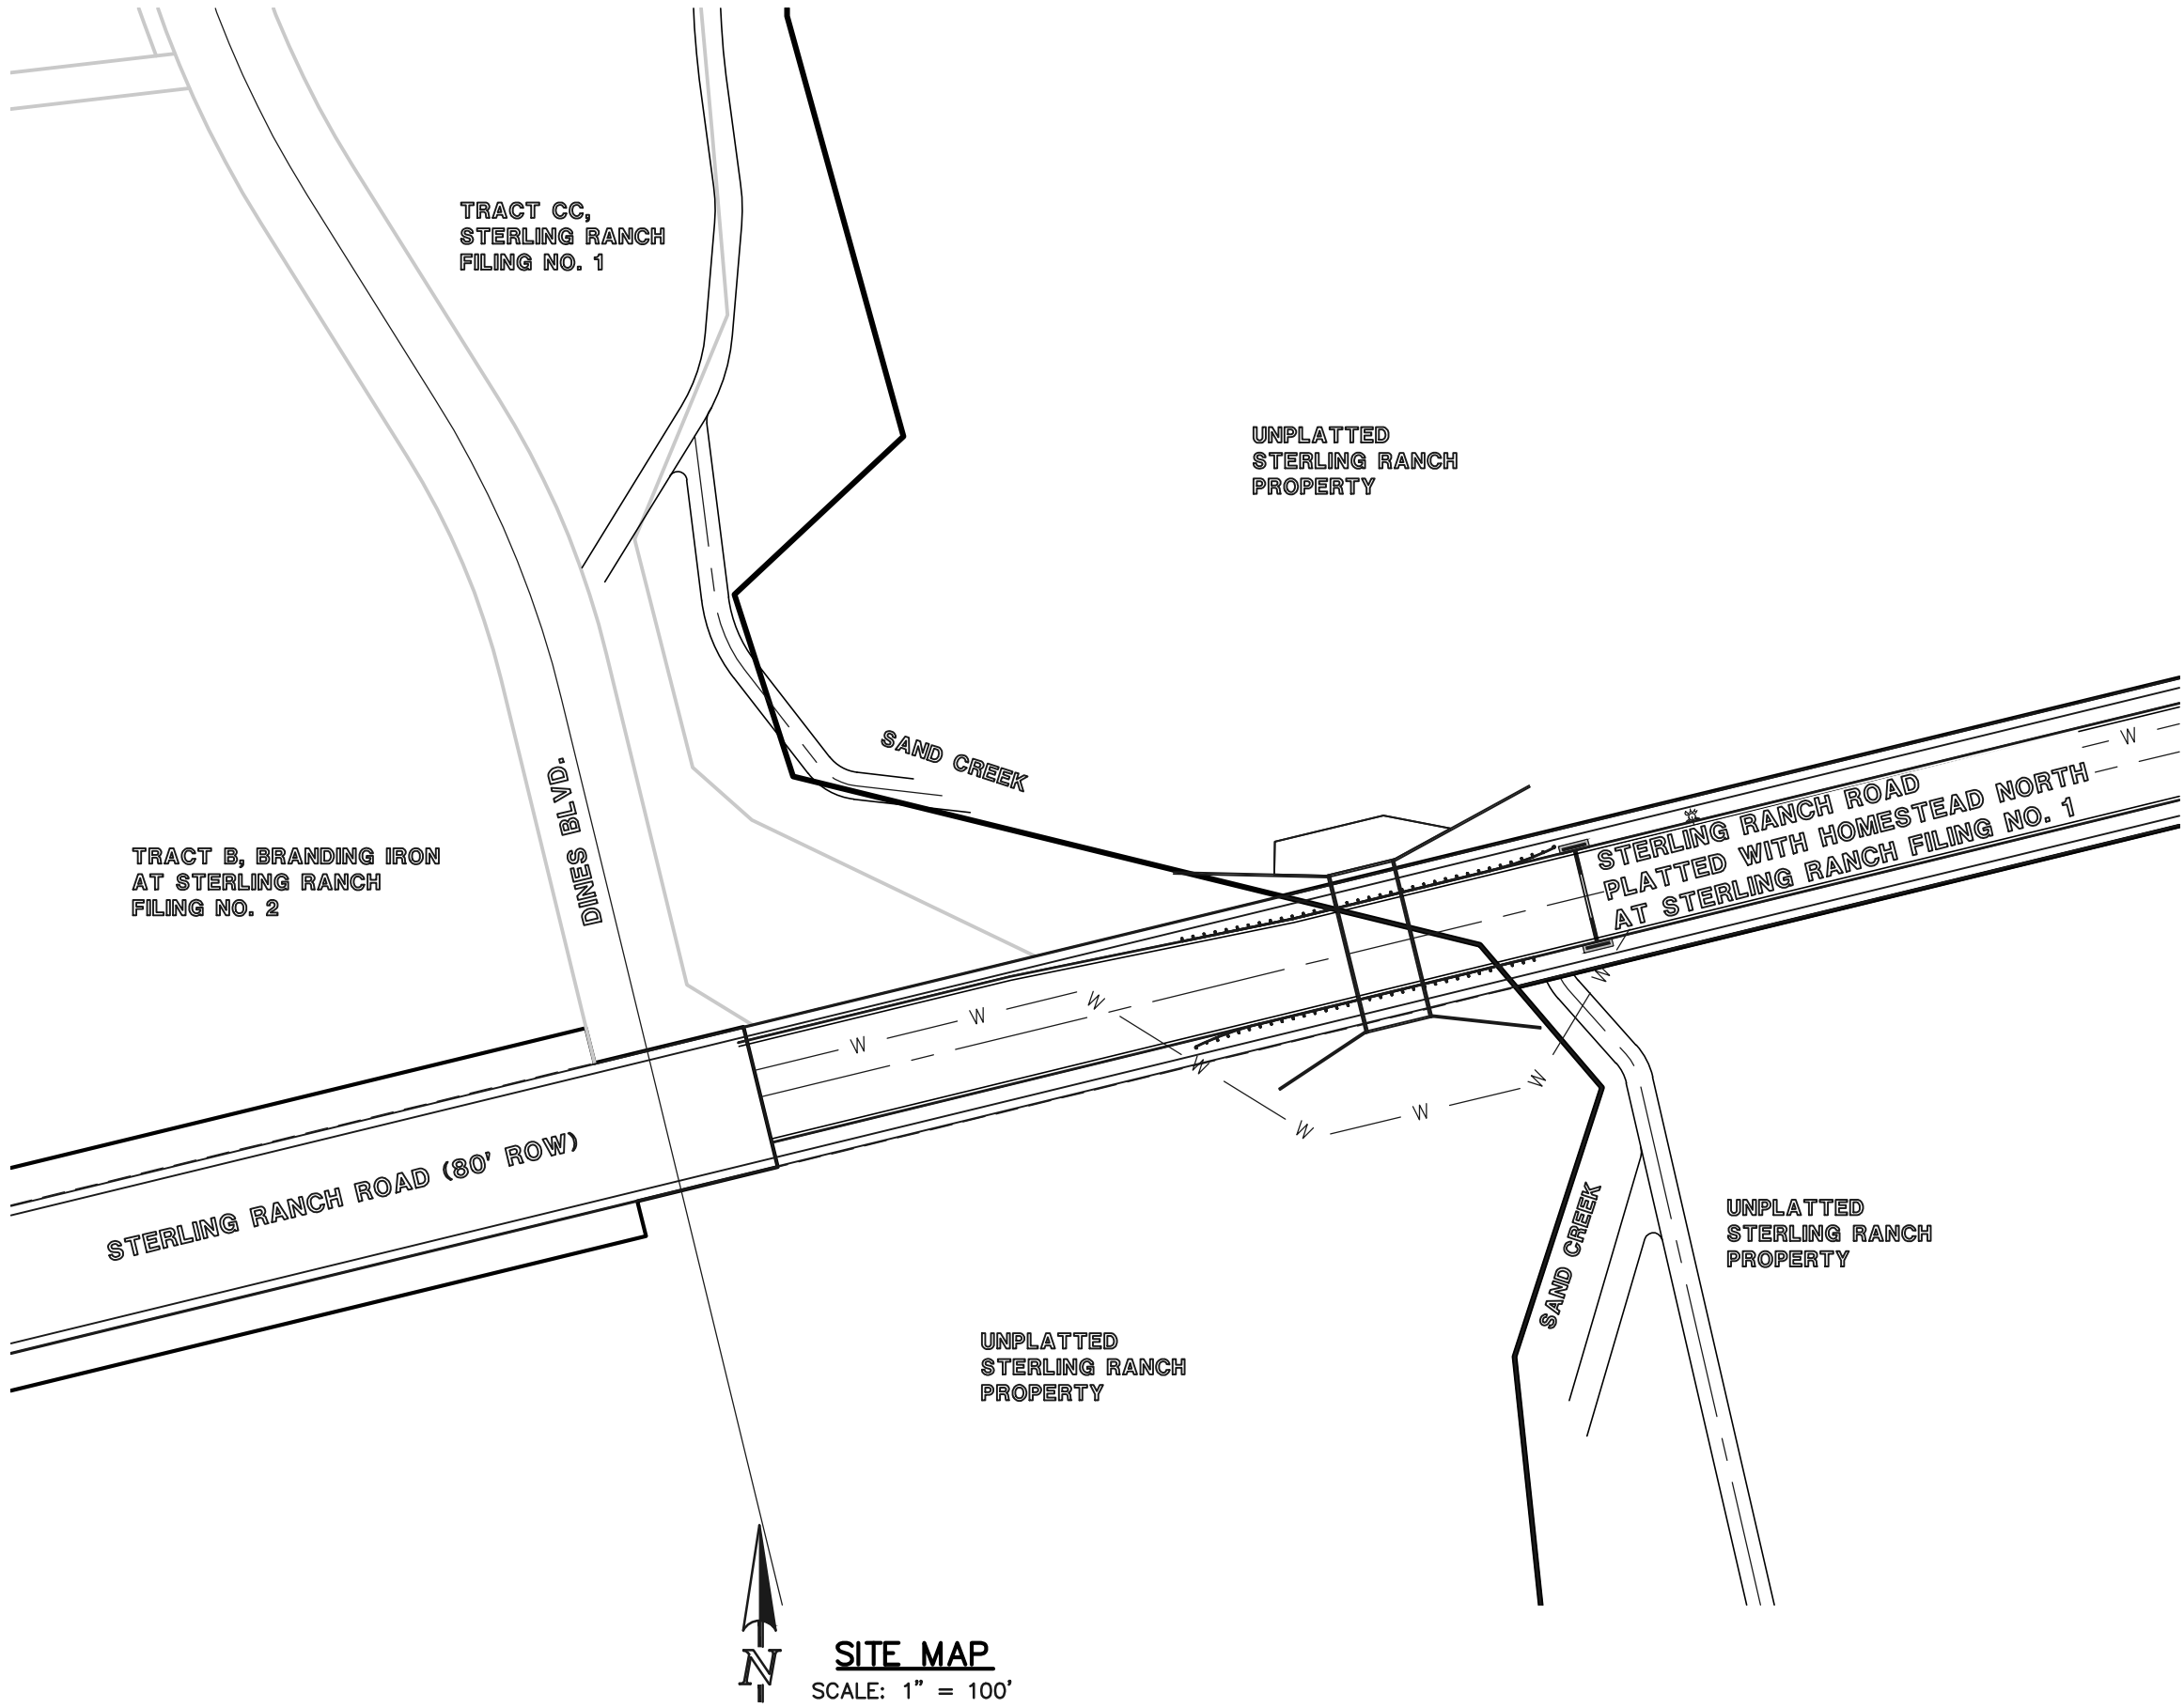 TRACT CC,
STERLING RANCH
FILING NO. 1
UNPLATTED
STERLING RANCH
PROPERTY
SAND CREEK
DINES BLVD.
TRACT B, BRANDING IRON
AT STERLING RANCH
FILING NO. 2
STERLING RANCH ROAD
PLATTED WITH HOMESTEAD NORTH
AT STERLING RANCH FILING NO. 1
W
W
W
W
W
W
W
W
W
STERLING RANCH ROAD (80' ROW)
SAND CREEK
UNPLATTED
STERLING RANCH
PROPERTY
UNPLATTED
STERLING RANCH
PROPERTY
N
SITE MAP
SCALE: 1" = 100'